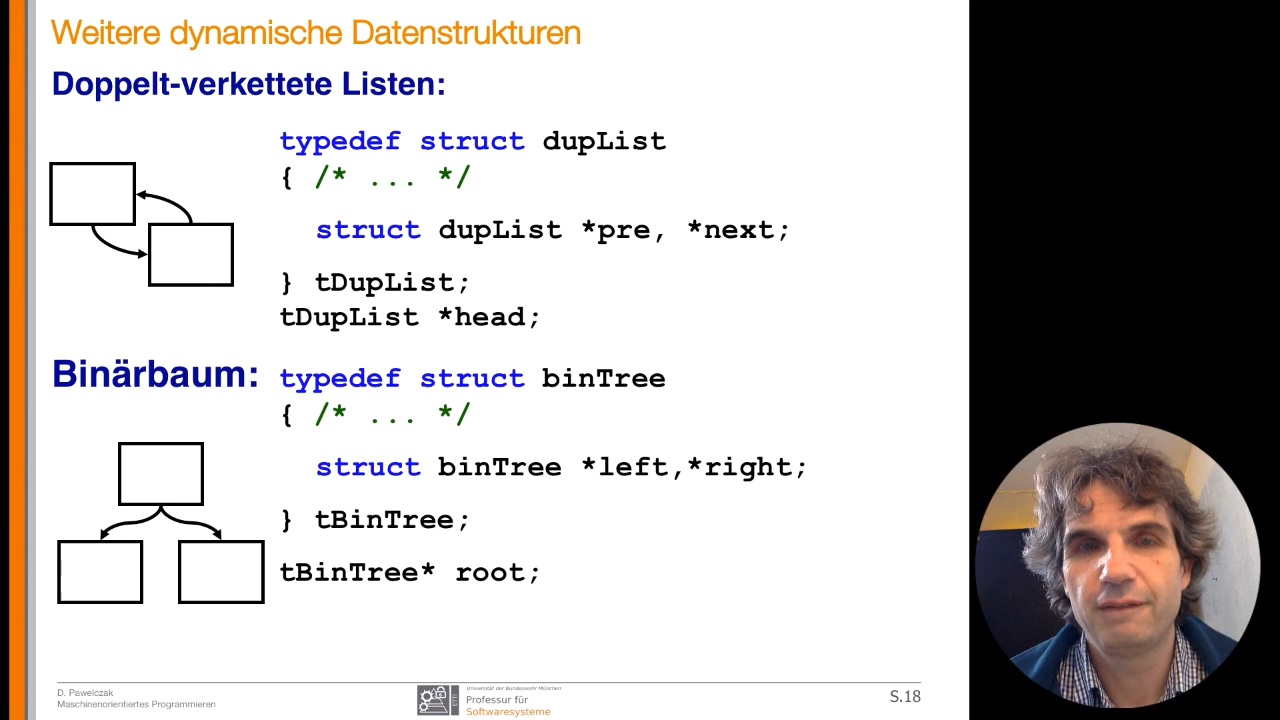 Weitere dynamische Datenstrukturen
Doppelt-verkettete Listen:
typedef struct dupList
{ /* ... */
struct dupList *pre, *next;
} tDupList;
tDupList *head;
Binärbaum:
typedef struct binTree
{ /* ... */
struct binTree *left,*right;
} tBinTree;
tBinTree* root;
D. Pawelczak
Maschinenorientiertes Programmieren
ETTI
Universität der Bundeswehr München
Professur für
Softwaresysteme
S.18